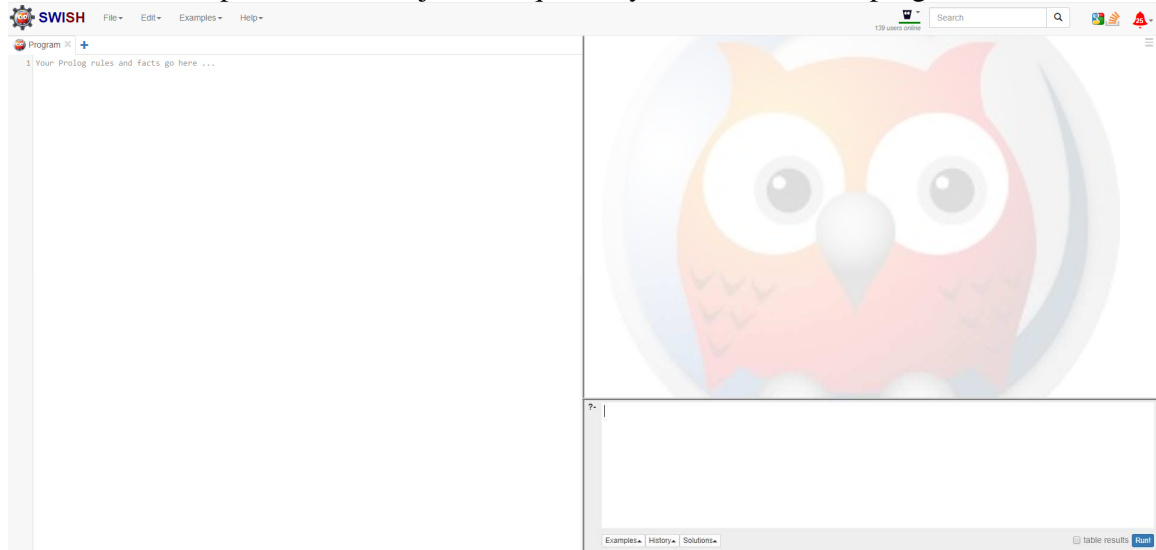 SWISH File Edit Examples Help 139 users online Search 25
Program
1 Your Prolog rules and facts go here ...
?-
Examples History Solutions table results Run!